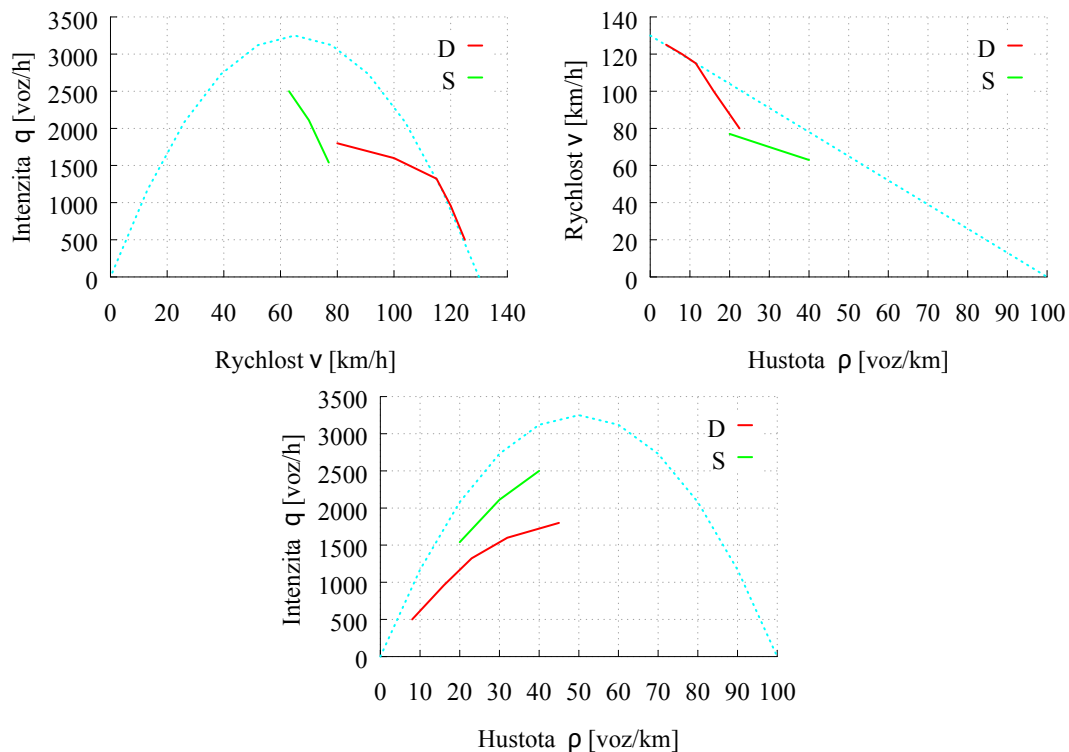 3500
3000
2500
2000
1500
1000
500
0
Intenzita q [voz/h]
D
S
0 20 40 60 80 100 120 140
Rychlost v [km/h]
140
120
100
80
60
40
20
0
Rychlost v [km/h]
D
S
0 10 20 30 40 50 60 70 80 90 100
Hustota ρ [voz/km]
3500
3000
2500
2000
1500
1000
500
0
Intenzita q [voz/h]
D
S
0 10 20 30 40 50 60 70 80 90 100
Hustota ρ [voz/km]